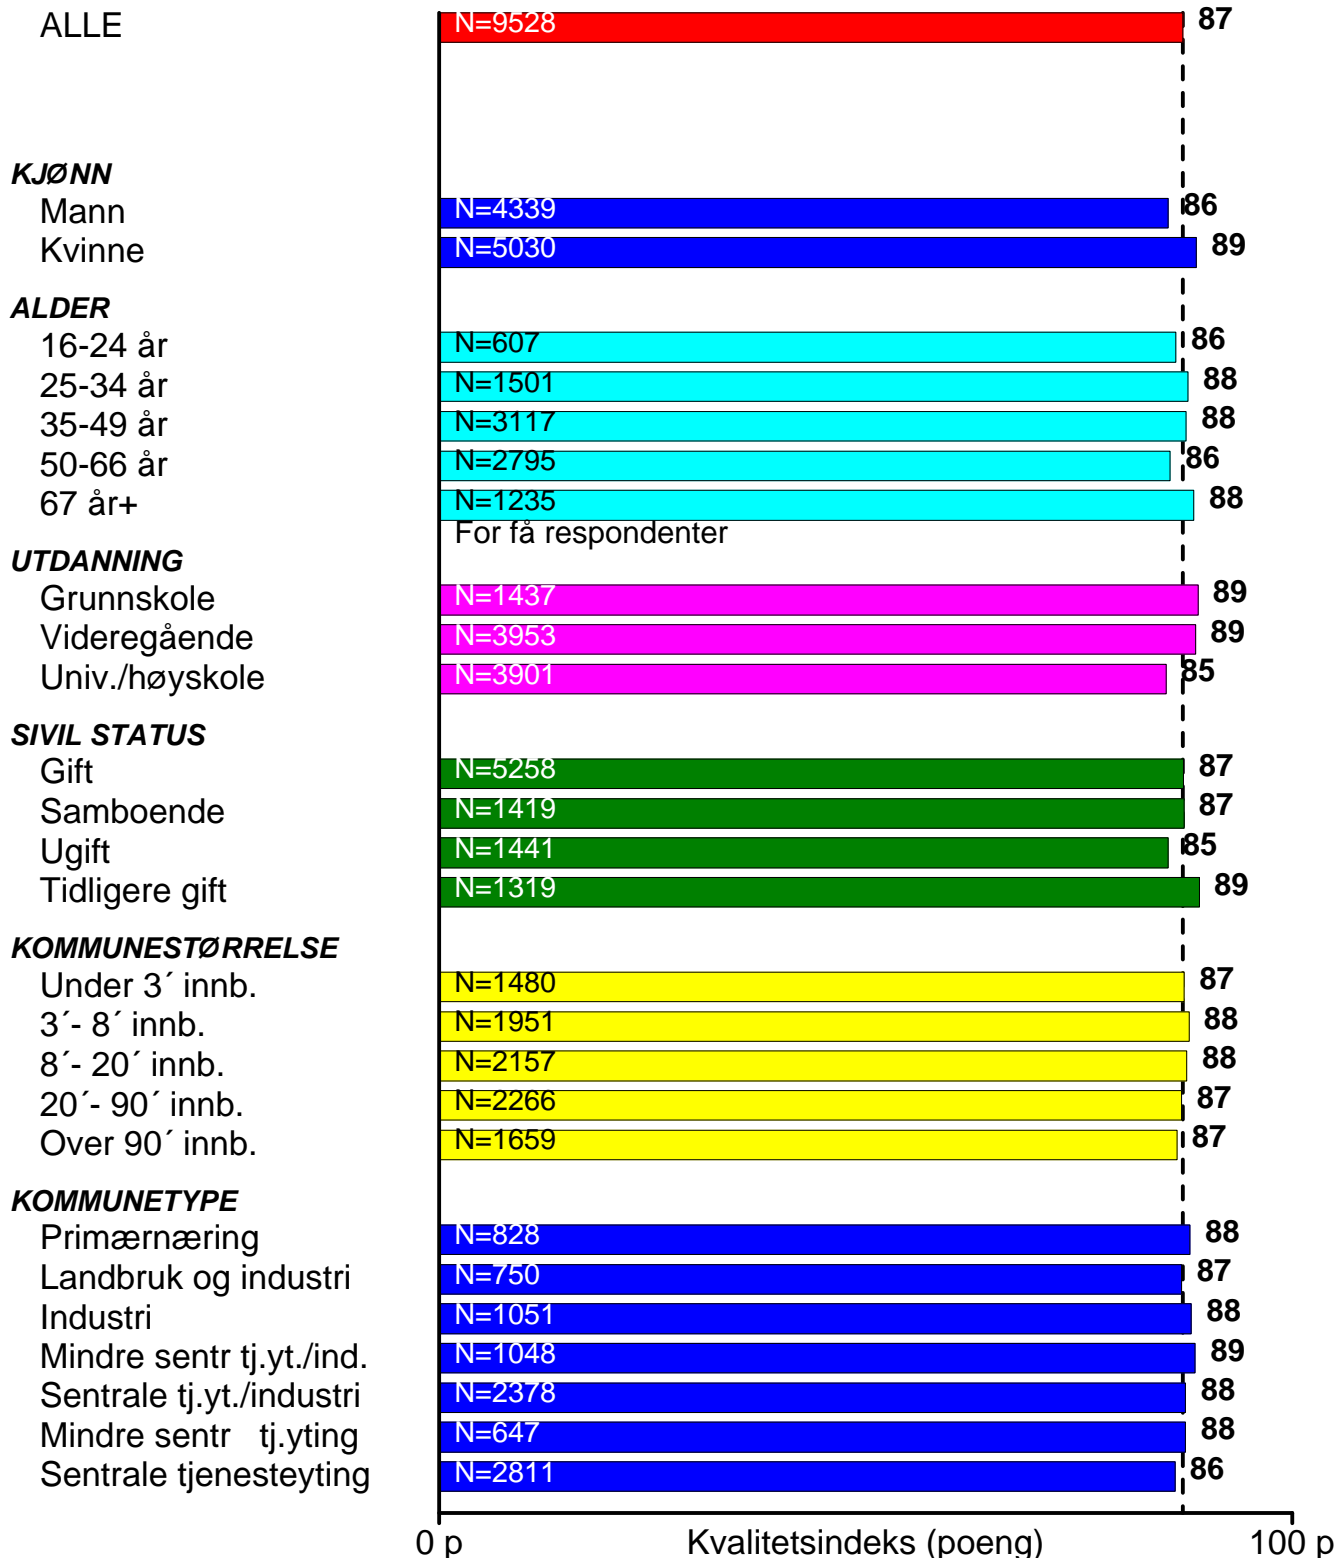 ALLE N=9528 87
KJØNN
Mann N=4339 86
Kvinne N=5030 89
ALDER
16-24 år N=607 86
25-34 år N=1501 88
35-49 år N=3117 88
50-66 år N=2795 86
67 år+ N=1235 88
For få respondenter
UTDANNING
Grunnskole N=1437 89
Videregående N=3953 89
Univ./høyskole N=3901 85
SIVIL STATUS
Gift N=5258 87
Samboende N=1419 87
Ugift N=1441 85
Tidligere gift N=1319 89
KOMMUNESTØRRELSE
Under 3´ innb. N=1480 87
3´- 8´ innb. N=1951 88
8´- 20´ innb. N=2157 88
20´- 90´ innb. N=2266 87
Over 90´ innb. N=1659 87
KOMMUNETYPE
Primærnæring N=828 88
Landbruk og industri N=750 87
Industri N=1051 88
Mindre sentr tj.yt./ind. N=1048 89
Sentrale tj.yt./industri N=2378 88
Mindre sentr tj.yting N=647 88
Sentrale tjenesteyting N=2811 86
0 p Kvalitetsindeks (poeng) 100 p